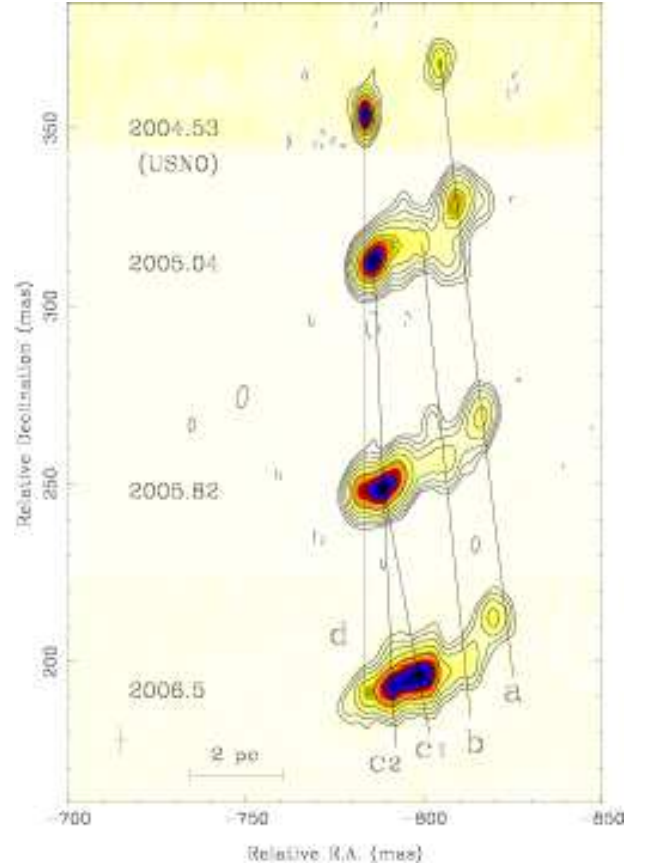 2004.53
(USNO)
350
2005.04
300
Relative Declination (mas)
250
2005.82
d
200
2006.5
a
b
c1
c2
2 pc
-700
-750
-800
-850
Relative R.A. (mas)